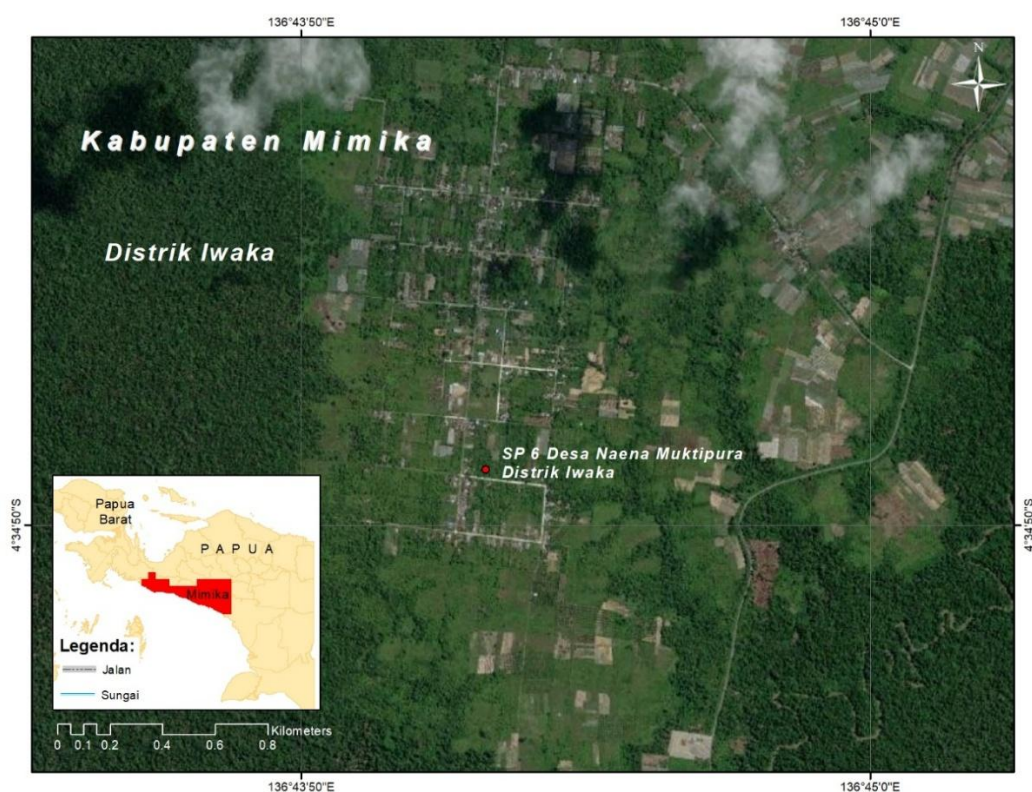 136°43'50"E
136°45'0"E
N
Kabupaten Mimika
Distrik Iwaka
SP 6 Desa Naena Muktipura
Distrik Iwaka
4°34'50"S
4°34'50"S
Papua
Barat
PAPUA
Mimika
Legenda:
Jalan
Sungai
Kilometers
0 0.1 0.2 0.4 0.6 0.8
136°43'50"E
136°45'0"E